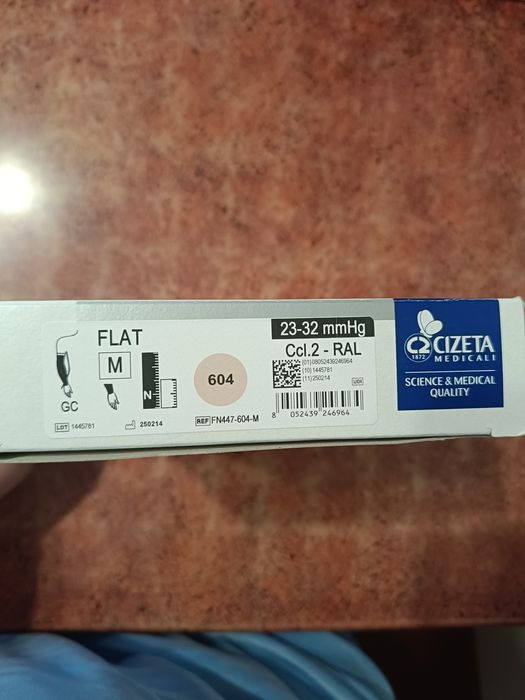 FLAT
M
GC
N
604
LOT 1445781
250214
REF FN447-604-M
23-32 mmHg
Ccl.2 - RAL
(01)08052439246964
(10)1445781
(11)250214
UDI
8 052439 246964
CIZETA
1872 MEDICALI
SCIENCE & MEDICAL
QUALITY